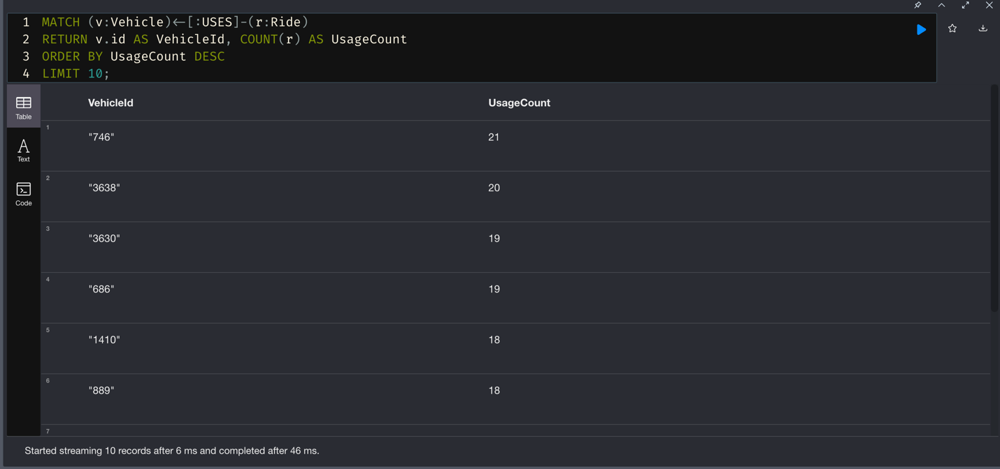 1 MATCH (v:Vehicle)<-[:USES]-(r:Ride)
2 RETURN v.id AS VehicleId, COUNT(r) AS UsageCount
3 ORDER BY UsageCount DESC
4 LIMIT 10;
Table
Text
Code
VehicleId UsageCount
1 "746" 21
2 "3638" 20
3 "3630" 19
4 "686" 19
5 "1410" 18
6 "889" 18
7
Started streaming 10 records after 6 ms and completed after 46 ms.